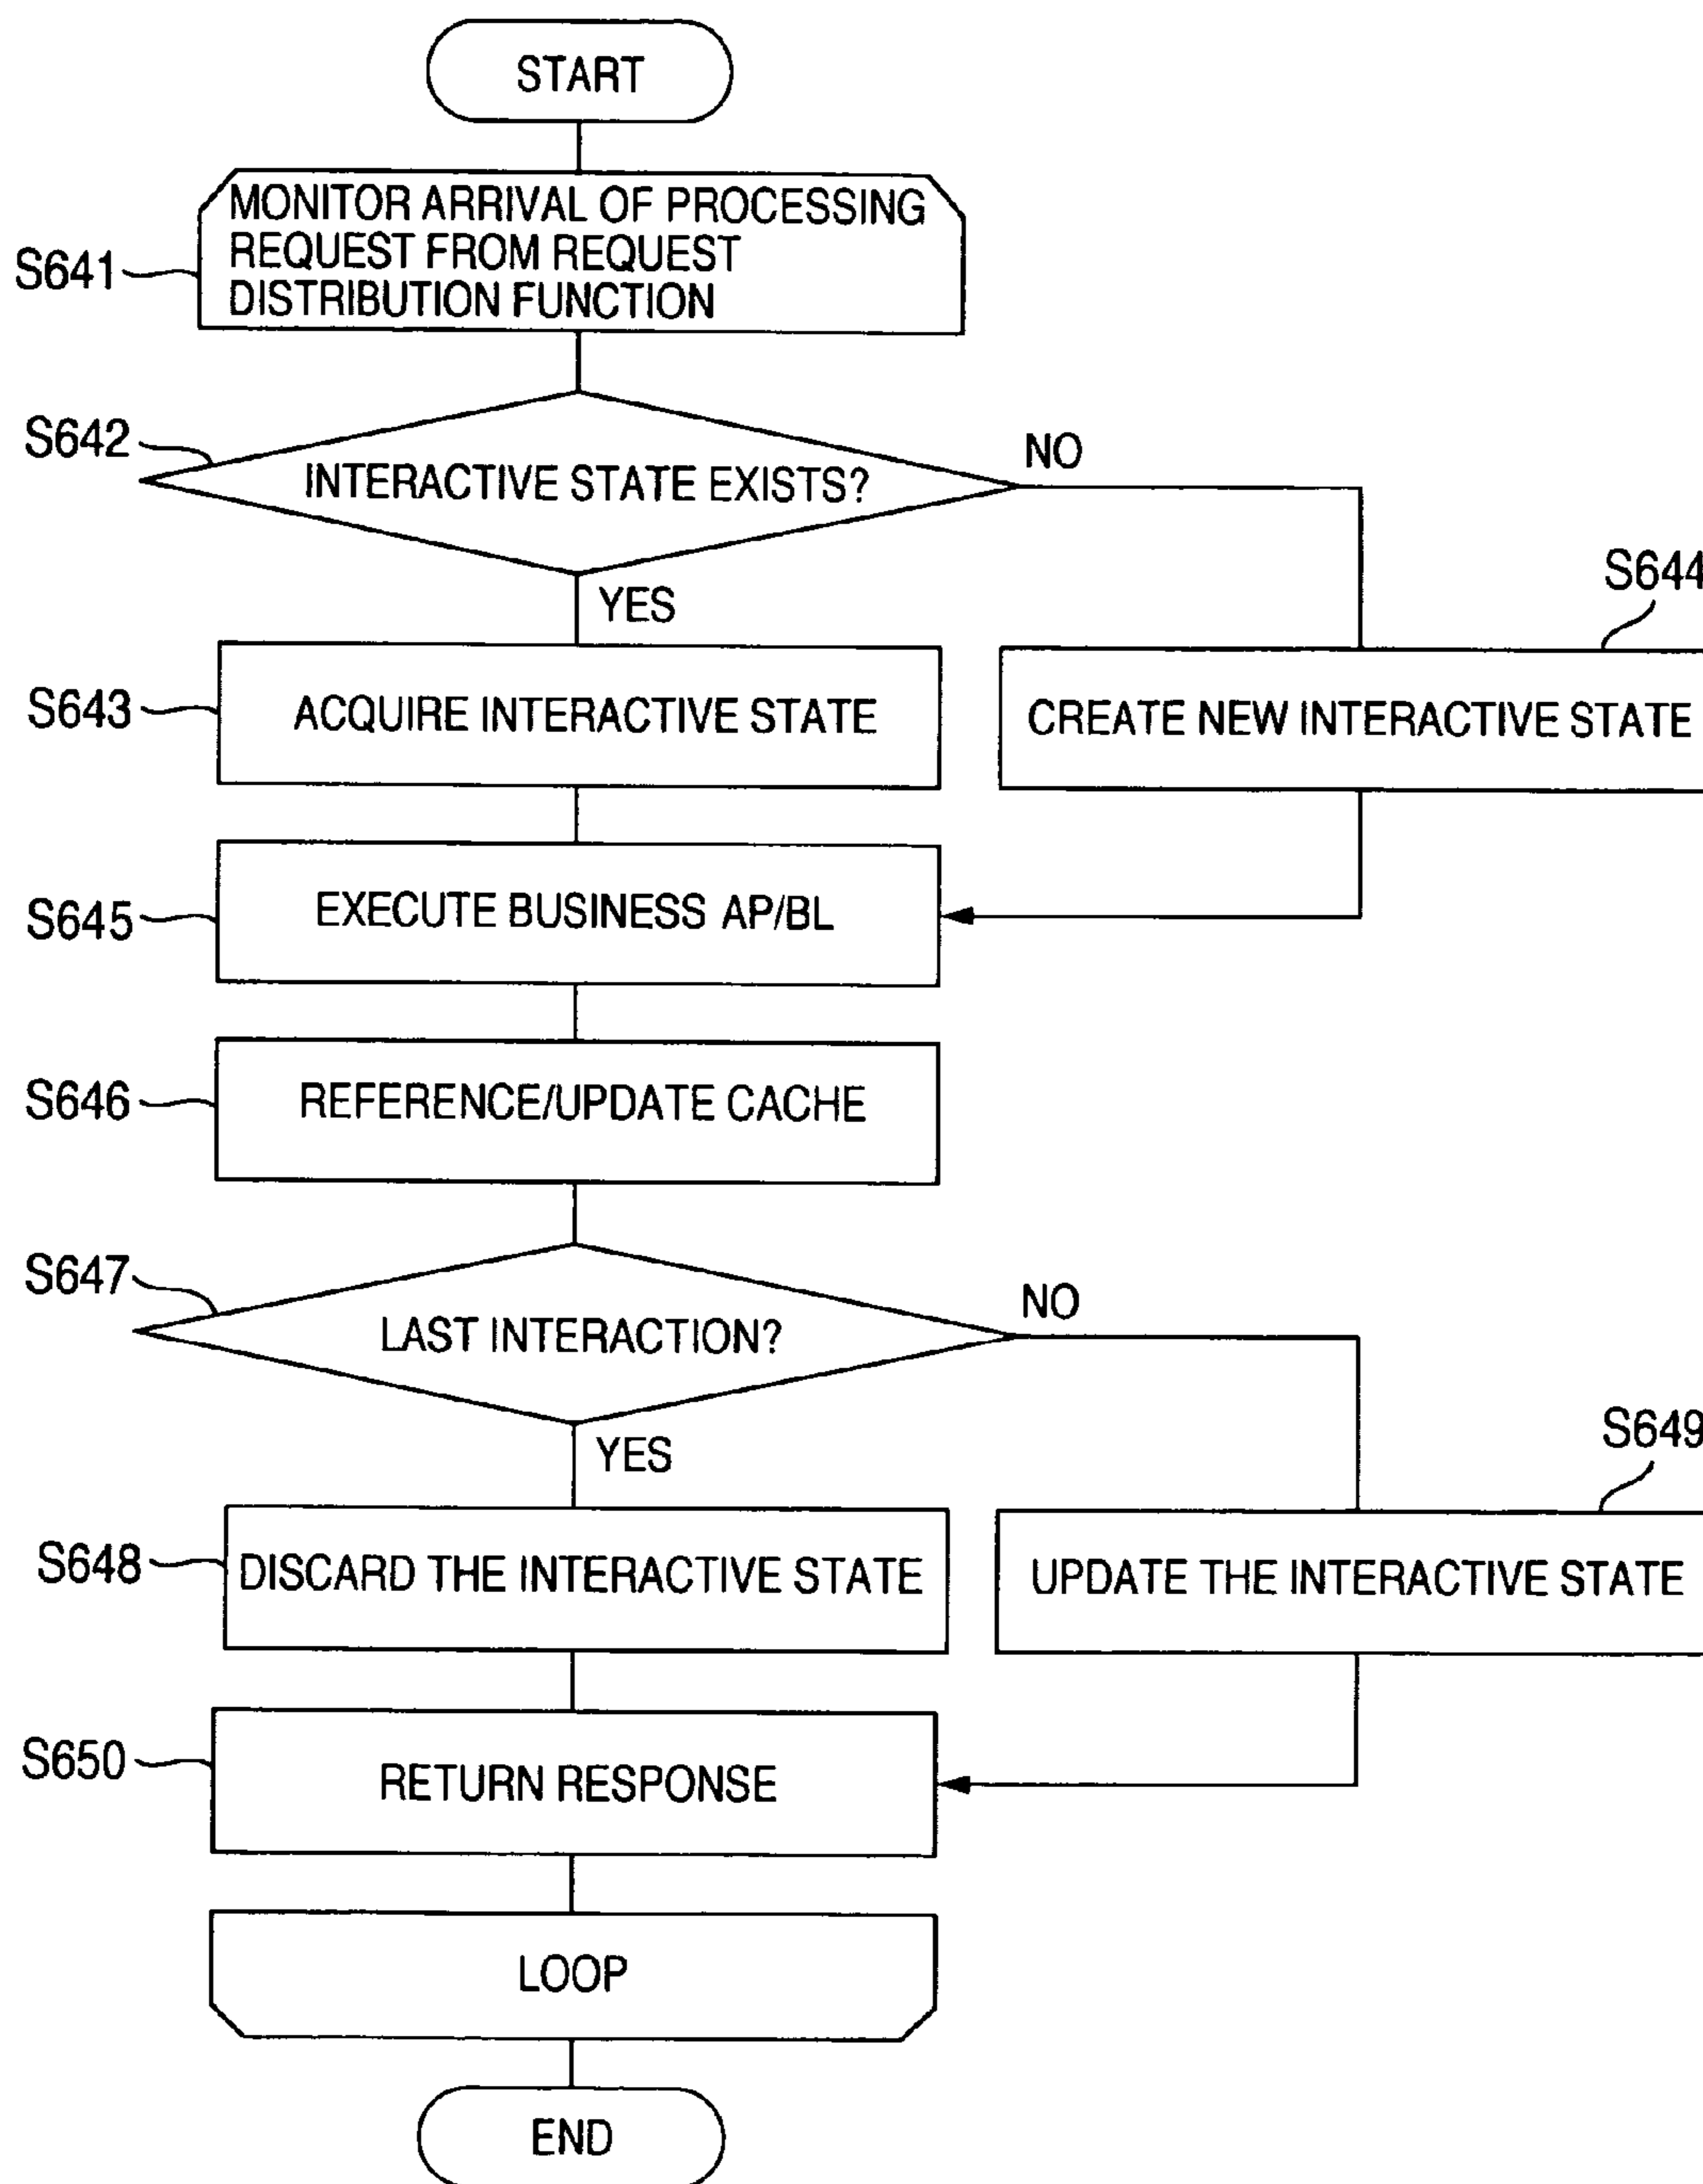 START
MONITOR ARRIVAL OF PROCESSING
REQUEST FROM REQUEST
DISTRIBUTION FUNCTION
S641
S642
INTERACTIVE STATE EXISTS?
NO
YES
S644
S643
ACQUIRE INTERACTIVE STATE
CREATE NEW INTERACTIVE STATE
S645
EXECUTE BUSINESS AP/BL
S646
REFERENCE/UPDATE CACHE
S647
LAST INTERACTION?
NO
YES
S649
S648
DISCARD THE INTERACTIVE STATE
UPDATE THE INTERACTIVE STATE
S650
RETURN RESPONSE
LOOP
END